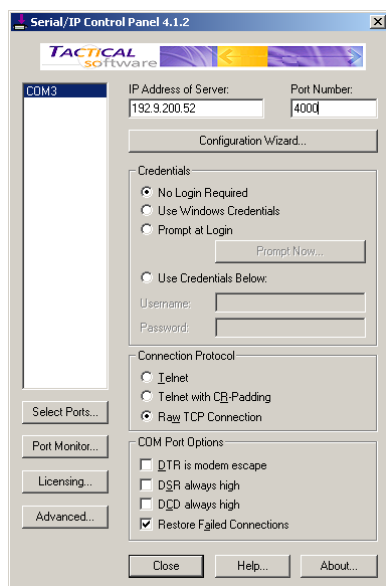 Serial/IP Control Panel 4.1.2
TACTICAL
software
COM3
IP Address of Server:
Port Number:
192.9.200.52
4000
Configuration Wizard...
Credentials
No Login Required
Use Windows Credentials
Prompt at Login
Prompt Now...
Use Credentials Below:
Username:
Password:
Connection Protocol
Telnet
Telnet with CR-Padding
Raw TCP Connection
Select Ports...
Port Monitor...
Licensing...
Advanced...
COM Port Options
DTR is modem escape
DSR always high
DCD always high
Restore Failed Connections
Close
Help...
About...